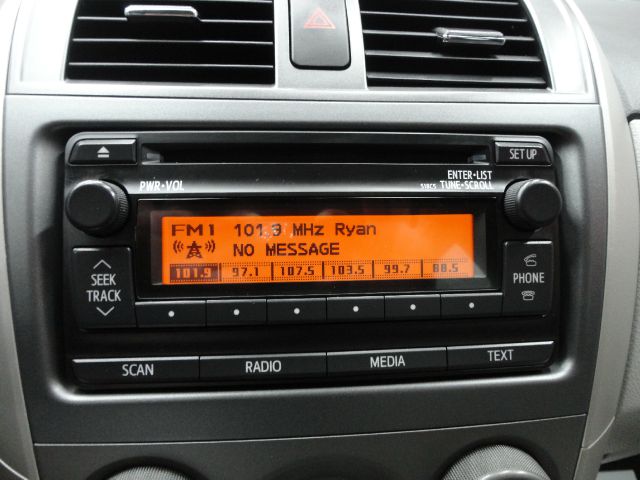 SET UP
PWR•VOL
ENTER•LIST
518C5 TUNE•SCROLL
FM1 101.9 MHz Ryan
NO MESSAGE
101.9 97.1 107.5 103.5 99.7 88.5
SEEK
TRACK
PHONE
SCAN RADIO MEDIA TEXT